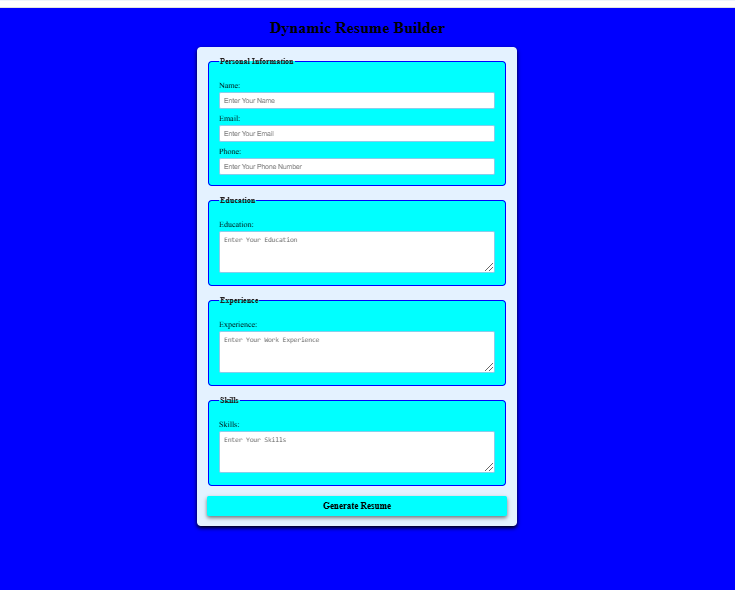 Dynamic Resume Builder
Personal Information
Name:
Enter Your Name
Email:
Enter Your Email
Phone:
Enter Your Phone Number
Education
Education:
Enter Your Education
Experience
Experience:
Enter Your Work Experience
Skills
Skills:
Enter Your Skills
Generate Resume